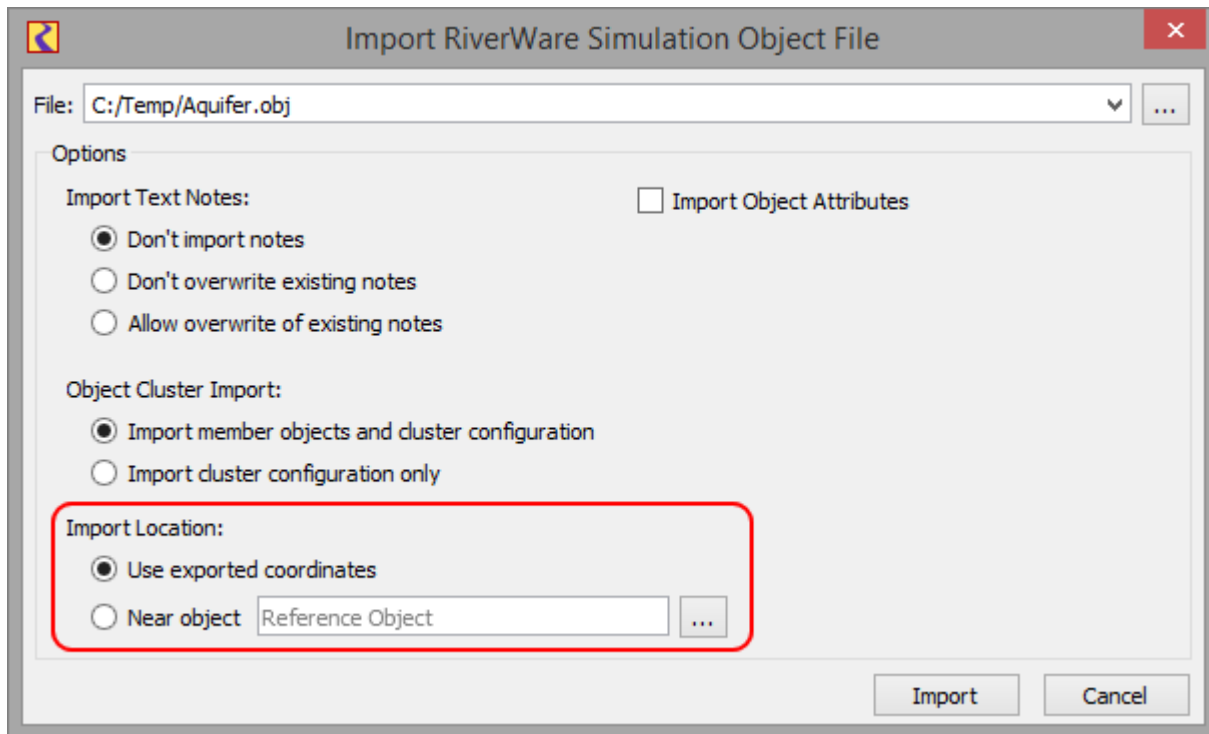 Import RiverWare Simulation Object File
File: C:/Temp/Aquifer.obj ...
Options
Import Text Notes:
Import Object Attributes
Don't import notes
Don't overwrite existing notes
Allow overwrite of existing notes
Object Cluster Import:
Import member objects and cluster configuration
Import cluster configuration only
Import Location:
Use exported coordinates
Near object Reference Object ...
Import Cancel